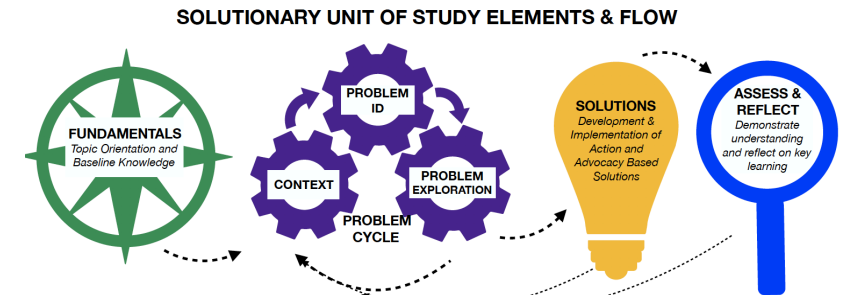 SOLUTIONARY UNIT OF STUDY ELEMENTS & FLOW
FUNDAMENTALS
Topic Orientation and
Baseline Knowledge
PROBLEM
ID
CONTEXT
PROBLEM
EXPLORATION
PROBLEM
CYCLE
SOLUTIONS
Development &
Implementation of
Action and
Advocacy Based
Solutions
ASSESS &
REFLECT
Demonstrate
understanding
and reflect on key
learning